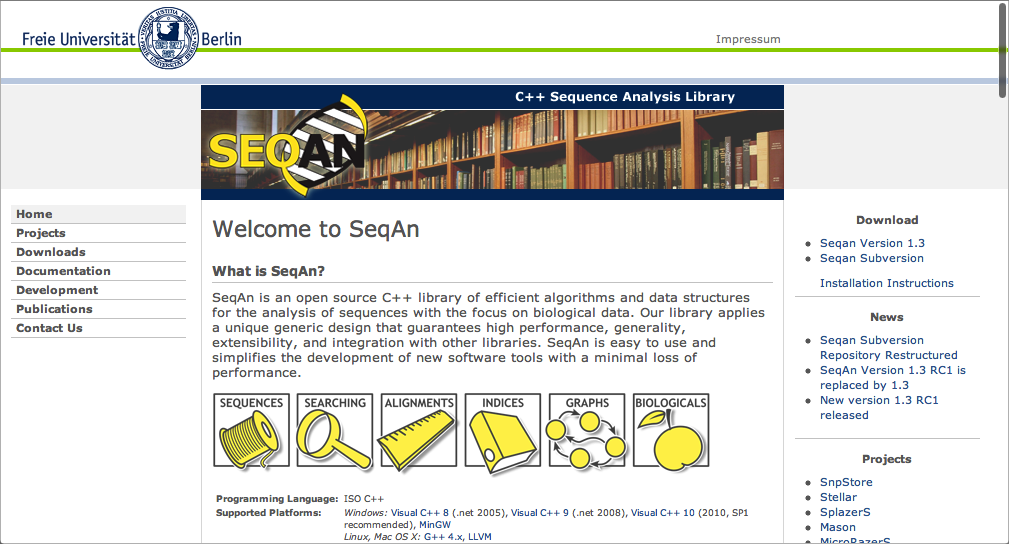 Freie Universität Berlin
Impressum
C++ Sequence Analysis Library
SEQAN
Home
Projects
Downloads
Documentation
Development
Publications
Contact Us
Welcome to SeqAn
What is SeqAn?
SeqAn is an open source C++ library of efficient algorithms and data structures
for the analysis of sequences with the focus on biological data. Our library applies
a unique generic design that guarantees high performance, generality,
extensibility, and integration with other libraries. SeqAn is easy to use and
simplifies the development of new software tools with a minimal loss of
performance.
SEQUENCES SEARCHING ALIGNMENTS INDICES GRAPHS BIOLOGICALS
Programming Language: ISO C++
Supported Platforms: Windows: Visual C++ 8 (.net 2005), Visual C++ 9 (.net 2008), Visual C++ 10 (2010, SP1
recommended), MinGW
Linux, Mac OS X: G++ 4.x, LLVM
Download
Seqan Version 1.3
Seqan Subversion
Installation Instructions
News
Seqan Subversion
Repository Restructured
SeqAn Version 1.3 RC1 is
replaced by 1.3
New version 1.3 RC1
released
Projects
SnpStore
Stellar
SplazerS
Mason
MicroRazerS